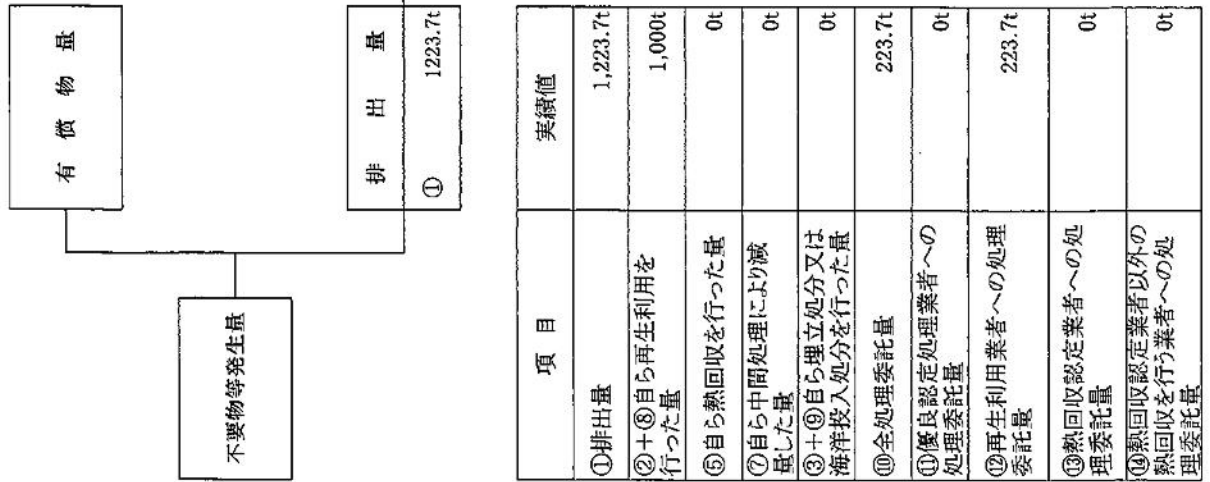 有償物量
不要物等発生量
排出量
① 1223.7t
項目 実績値
①排出量 1,223.7t
②+⑧自ら再生利用を
行った量 1,000t
⑤自ら熱回収を行った量 0t
⑦自ら中間処理により減
量した量 0t
③+⑨自ら埋立処分又は
海洋投入処分を行った量 0t
⑩全処理委託量 223.7t
⑪優良認定処理業者への
処理委託量 0t
⑫再生利用業者への処理
委託量 223.7t
⑬熱回収認定業者への処
理委託量 0t
⑭熱回収認定業者以外の
熱回収を行う業者への処
理委託量 0t